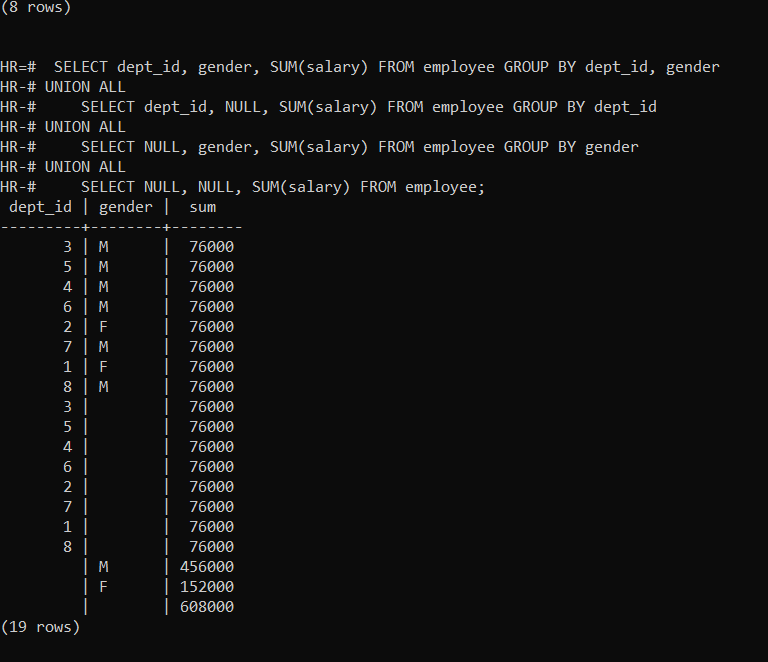 (8 rows)
HR=#  SELECT dept_id, gender, SUM(salary) FROM employee GROUP BY dept_id, gender
HR-# UNION ALL
HR-#     SELECT dept_id, NULL, SUM(salary) FROM employee GROUP BY dept_id
HR-# UNION ALL
HR-#     SELECT NULL, gender, SUM(salary) FROM employee GROUP BY gender
HR-# UNION ALL
HR-#     SELECT NULL, NULL, SUM(salary) FROM employee;
 dept_id | gender |  sum
---------+--------+--------
       3 | M      |  76000
       5 | M      |  76000
       4 | M      |  76000
       6 | M      |  76000
       2 | F      |  76000
       7 | M      |  76000
       1 | F      |  76000
       8 | M      |  76000
       3 |        |  76000
       5 |        |  76000
       4 |        |  76000
       6 |        |  76000
       2 |        |  76000
       7 |        |  76000
       1 |        |  76000
       8 |        |  76000
         | M      | 456000
         | F      | 152000
         |        | 608000
(19 rows)